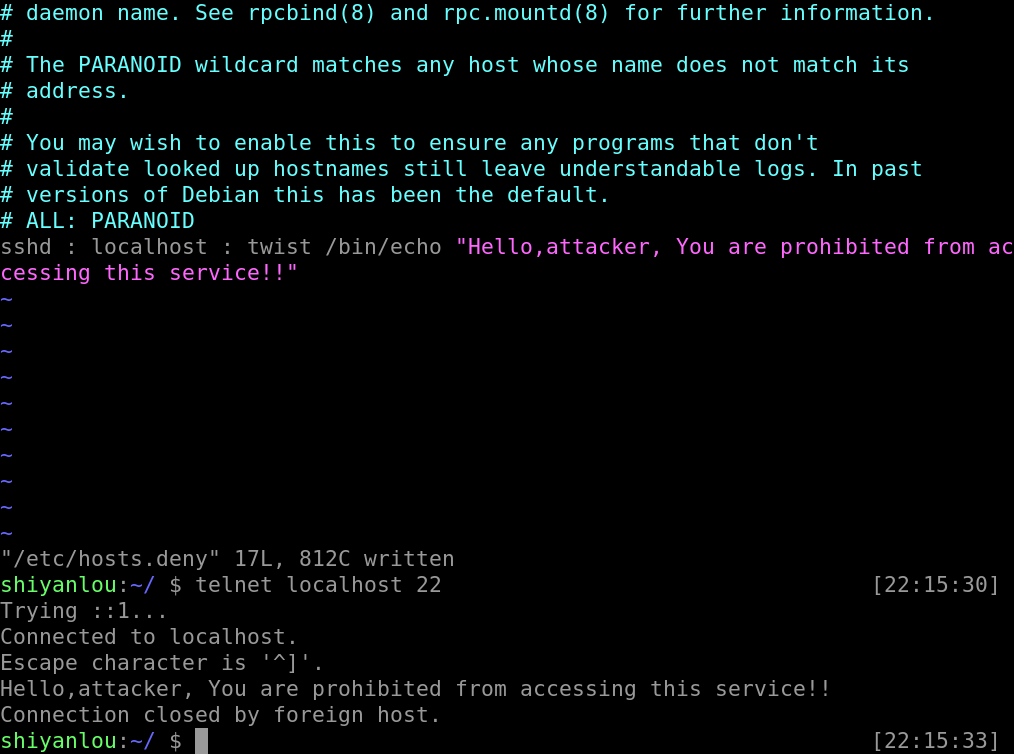 # daemon name. See rpcbind(8) and rpc.mountd(8) for further information.
#
# The PARANOID wildcard matches any host whose name does not match its
# address.
#
# You may wish to enable this to ensure any programs that don't
# validate looked up hostnames still leave understandable logs. In past
# versions of Debian this has been the default.
# ALL: PARANOID
sshd : localhost : twist /bin/echo "Hello,attacker, You are prohibited from ac
cessing this service!!"
~
~
~
~
~
~
~
~
~
~
"/etc/hosts.deny" 17L, 812C written
shiyanlou:~/ $ telnet localhost 22 [22:15:30]
Trying ::1...
Connected to localhost.
Escape character is '^]'.
Hello,attacker, You are prohibited from accessing this service!!
Connection closed by foreign host.
shiyanlou:~/ $ [22:15:33]